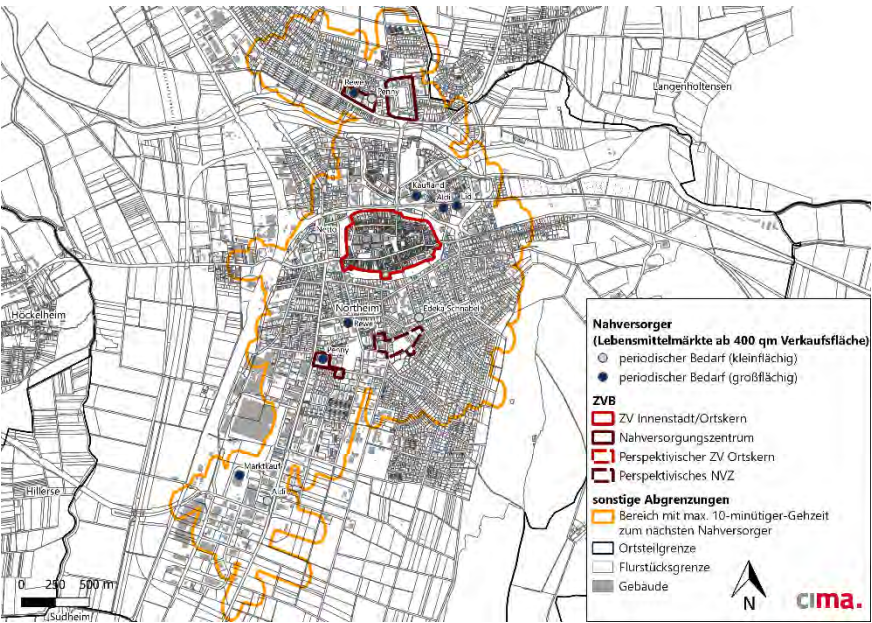 Langenholtensen
Rewe
Penny
Kaufland
Aldi
Lidl
Netto
Höckelheim
Northeim
Edeka-Schnabel
Rewe
Penny
Marktkauf
Aldi
Hillerse
0 250 500 m
Sudheim
Nahversorger
(Lebensmittelmärkte ab 400 qm Verkaufsfläche)
periodischer Bedarf (kleinflächig)
periodischer Bedarf (großflächig)
ZVB
ZV Innenstadt/Ortskern
Nahversorgungszentrum
Perspektivischer ZV Ortskern
Perspektivisches NVZ
sonstige Abgrenzungen
Bereich mit max. 10-minütiger-Gehzeit
zum nächsten Nahversorger
Ortsteilgrenze
Flurstücksgrenze
Gebäude
N
cima.